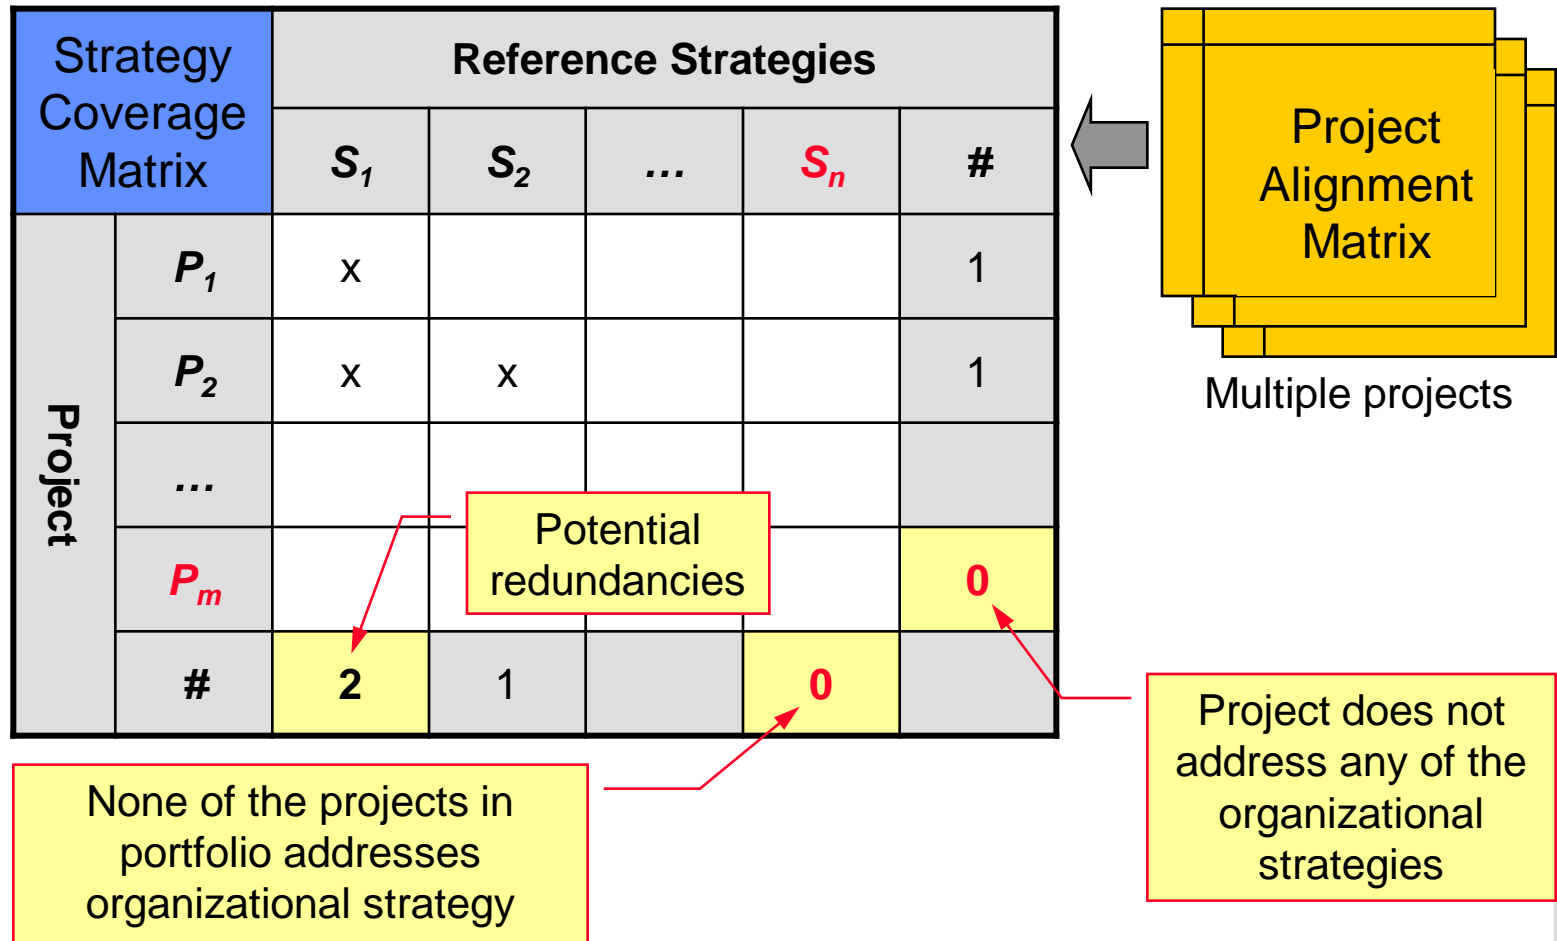 Strategy
Coverage
Matrix
Reference Strategies
S1 S2 … Sn #
Project
P1 x 1
P2 x x 1
…
Pm 0
# 2 1 0
Potential
redundancies
Project
Alignment
Matrix
Multiple projects
None of the projects in
portfolio addresses
organizational strategy
Project does not
address any of the
organizational
strategies